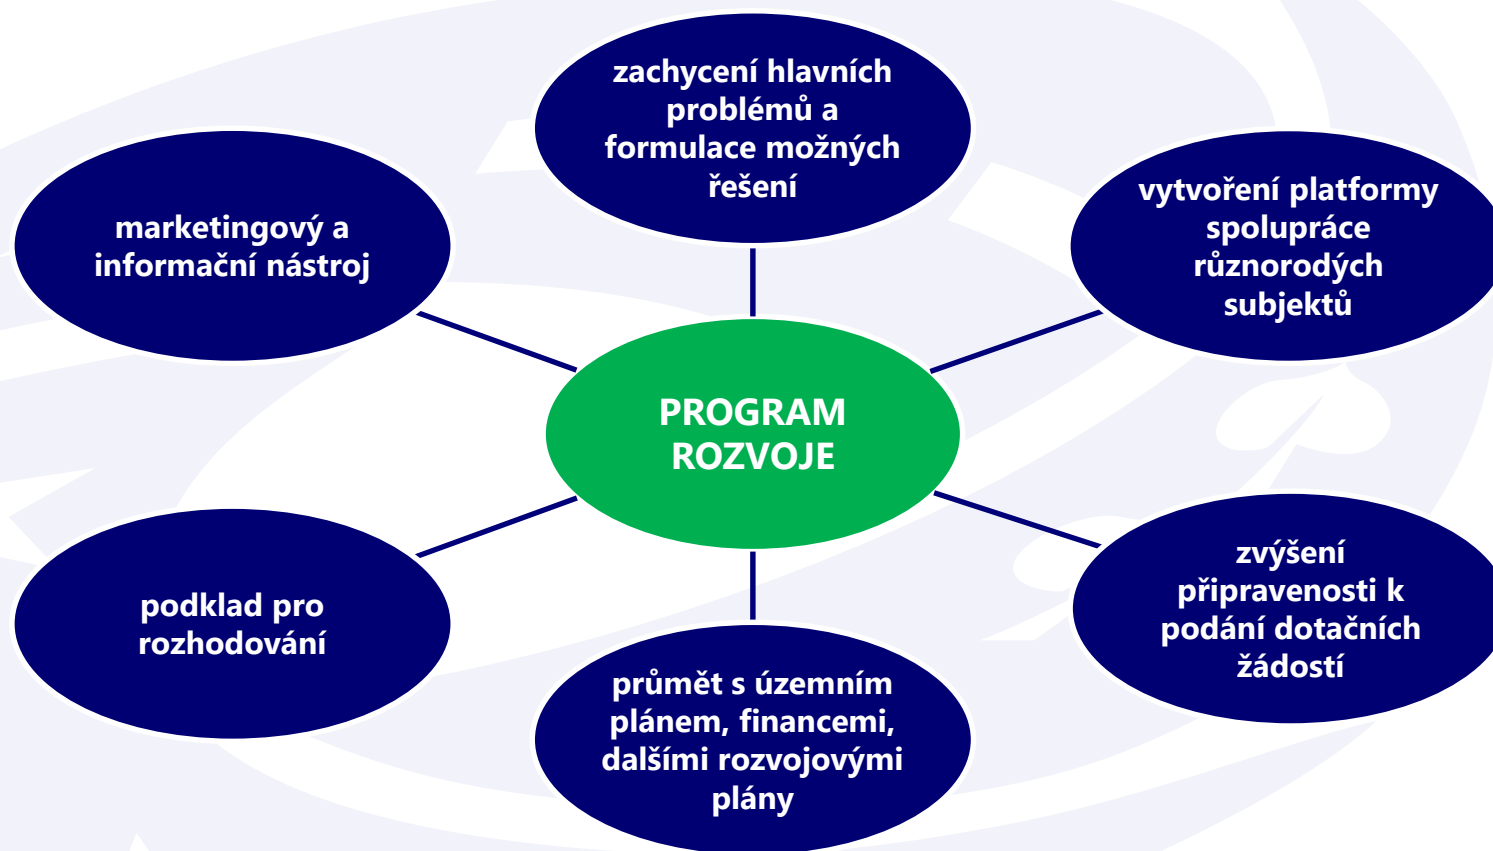 zachycení hlavních
problémů a
formulace možných
řešení
marketingový a
informační nástroj
vytvoření platformy
spolupráce
různorodých
subjektů
PROGRAM
ROZVOJE
podklad pro
rozhodování
zvýšení
připravenosti k
podání dotačních
žádostí
průmět s územním
plánem, financemi,
dalšími rozvojovými
plány